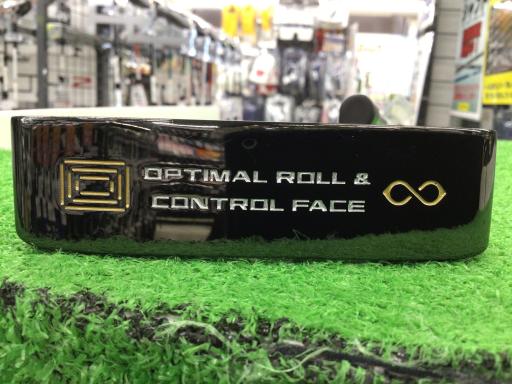 OPTIMAL ROLL &
CONTROL FACE